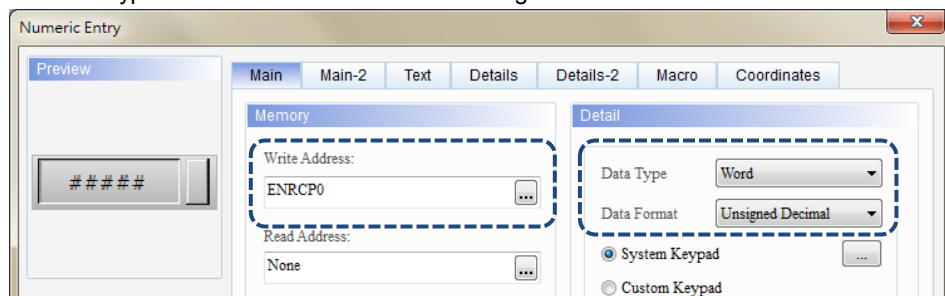 Numeric Entry
Preview
#####
Main Main-2 Text Details Details-2 Macro Coordinates
Memory
Write Address:
ENRCP0
...
Read Address:
None
...
Detail
Data Type Word
Data Format Unsigned Decimal
System Keypad ...
Custom Keypad